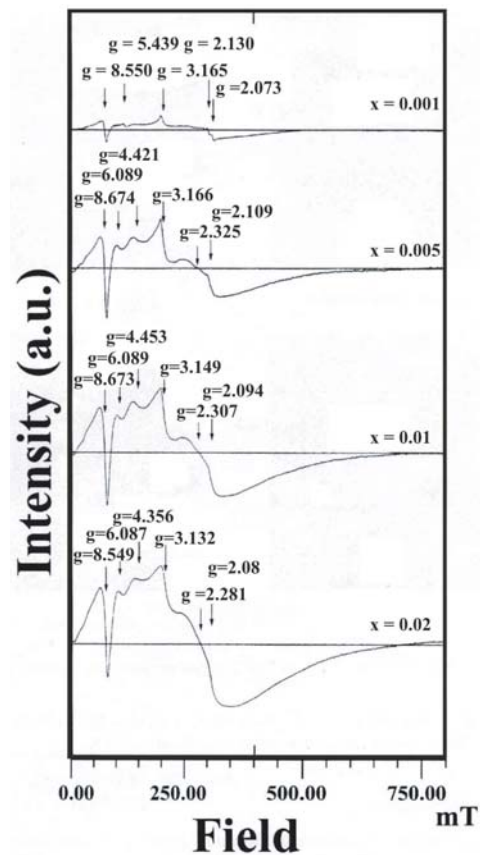 g = 5.439 g = 2.130
g = 8.550 g = 3.165
g =2.073
x = 0.001
g=4.421
g=6.089
g=8.674
g=3.166
g=2.109
g=2.325
x = 0.005
g=4.453
g=6.089
g=8.673
g=3.149
g=2.094
g=2.307
x = 0.01
g=4.356
g=6.087
g=8.549
g=3.132
g=2.08
g =2.281
x = 0.02
Intensity (a.u.)
0.00 250.00 500.00 750.00
mT
Field